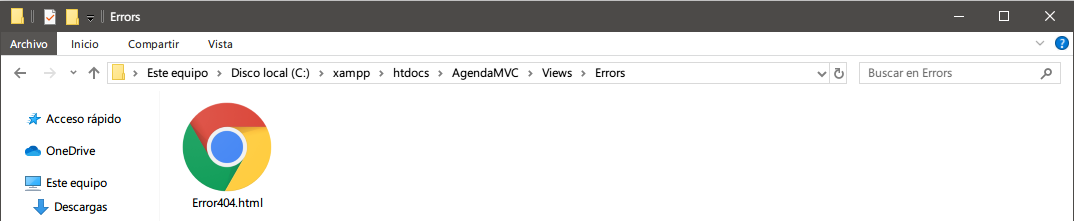 Errors
Archivo Inicio Compartir Vista
Este equipo Disco local (C:) xampp htdocs AgendaMVC Views Errors Buscar en Errors
Acceso rápido
OneDrive
Este equipo
Descargas
Error404.html